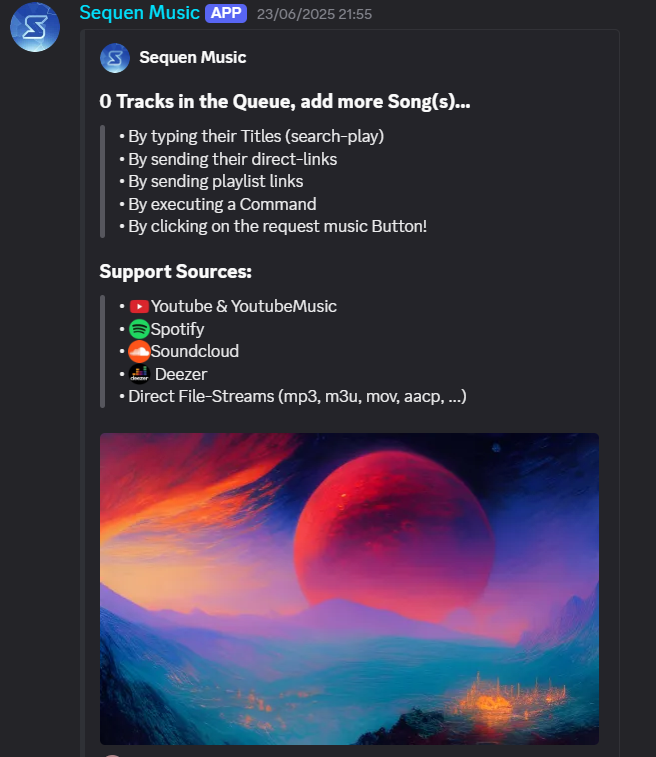 Sequen Music APP 23/06/2025 21:55
Sequen Music
0 Tracks in the Queue, add more Song(s)...
• By typing their Titles (search-play)
• By sending their direct-links
• By sending playlist links
• By executing a Command
• By clicking on the request music Button!
Support Sources:
• Youtube & YoutubeMusic
• Spotify
• Soundcloud
• deezer Deezer
• Direct File-Streams (mp3, m3u, mov, aacp, ...)